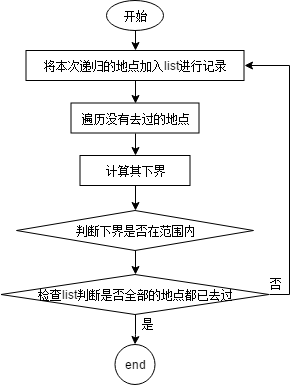 开始
将本次递归的地点加入list进行记录
遍历没有去过的地点
计算其下界
判断下界是否在范围内
检查list判断是否全部的地点都已去过
否
是
end